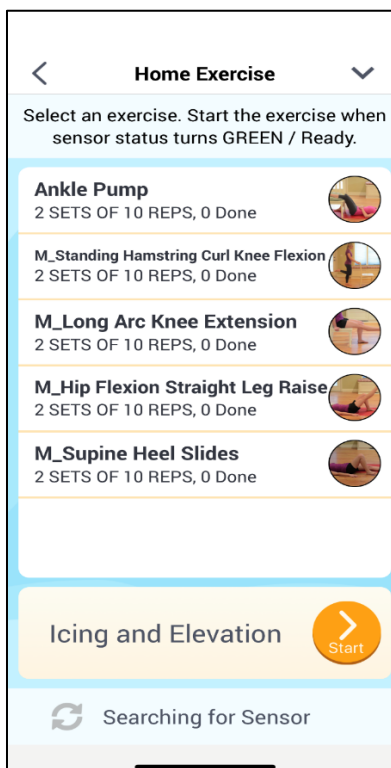 Home Exercise
Select an exercise. Start the exercise when
sensor status turns GREEN / Ready.
Ankle Pump
2 SETS OF 10 REPS, 0 Done
M_Standing Hamstring Curl Knee Flexion
2 SETS OF 10 REPS, 0 Done
M_Long Arc Knee Extension
2 SETS OF 10 REPS, 0 Done
M_Hip Flexion Straight Leg Raise
2 SETS OF 10 REPS, 0 Done
M_Supine Heel Slides
2 SETS OF 10 REPS, 0 Done
Icing and Elevation
Start
Searching for Sensor